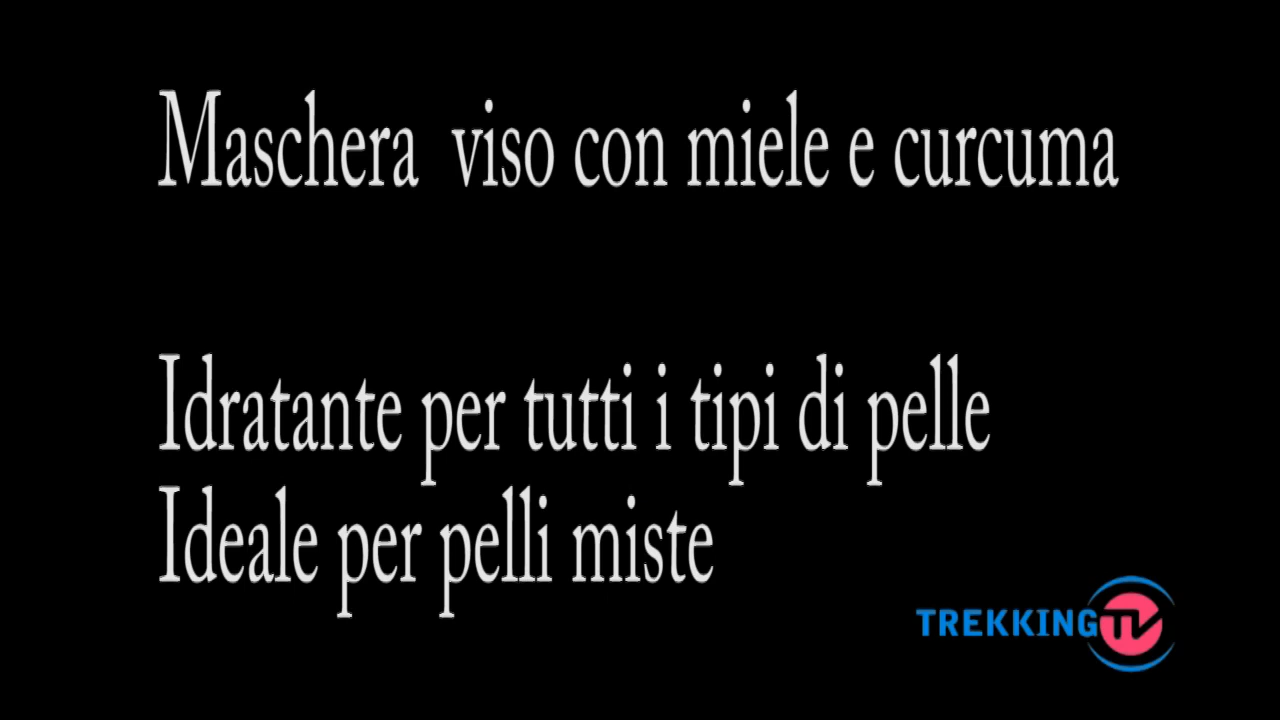 Maschera viso con miele e curcuma
Idratante per tutti i tipi di pelle
Ideale per pelli miste
TREKKING TV